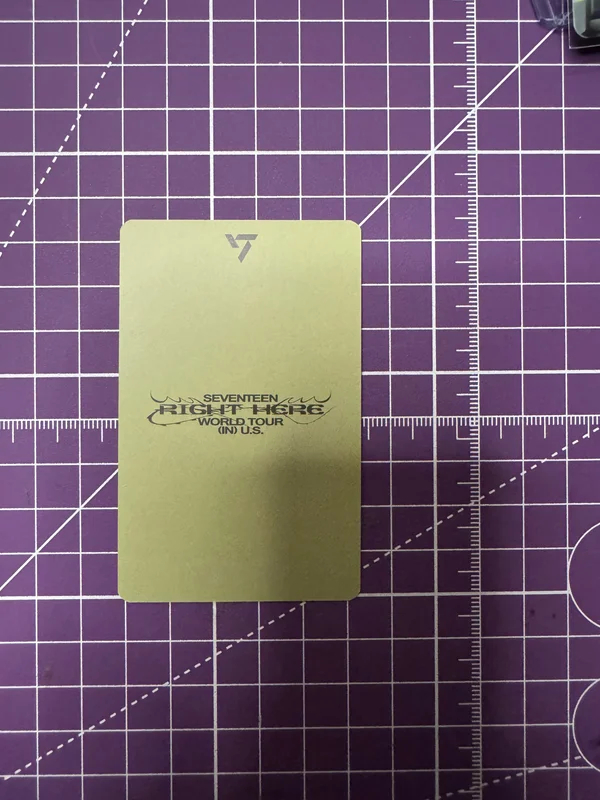 SEVENTEEN
RIGHT HERE
WORLD TOUR
(IN) U.S.